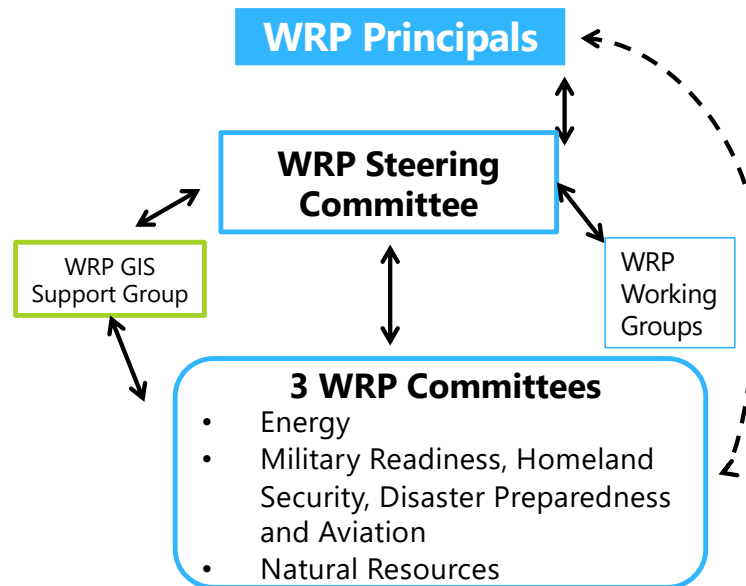 WRP Principals
WRP Steering
Committee
WRP GIS
Support Group
WRP
Working
Groups
3 WRP Committees
• Energy
• Military Readiness, Homeland
Security, Disaster Preparedness
and Aviation
• Natural Resources